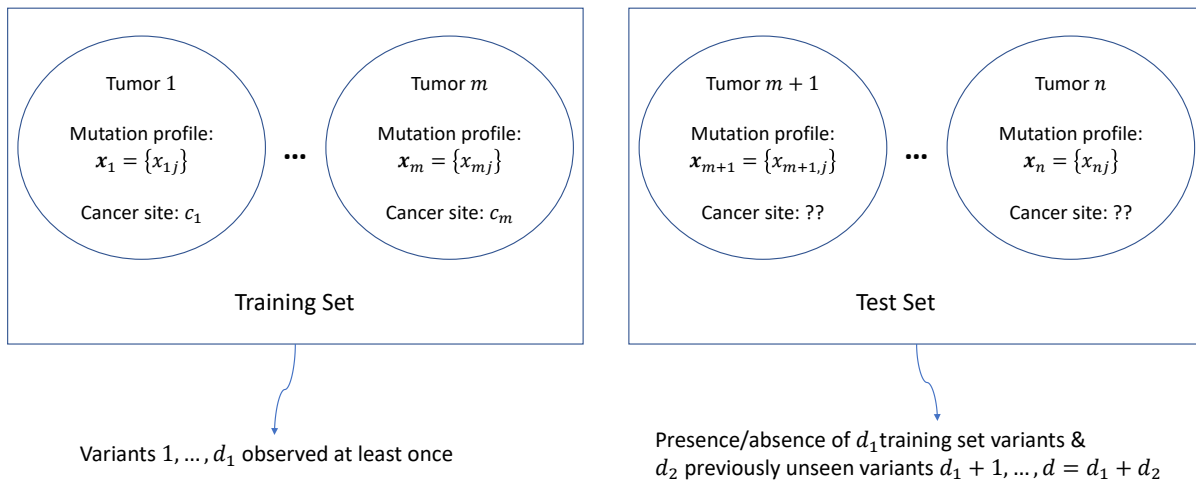 Tumor 1
Mutation profile:
𝒙₁ = {x₁ⱼ}
Cancer site: c₁
...
Tumor m
Mutation profile:
𝒙ₘ = {xₘⱼ}
Cancer site: cₘ
Training Set
Variants 1, … , d₁ observed at least once
Tumor m + 1
Mutation profile:
𝒙ₘ₊₁ = {xₘ₊₁,ⱼ}
Cancer site: ??
...
Tumor n
Mutation profile:
𝒙ₙ = {xₙⱼ}
Cancer site: ??
Test Set
Presence/absence of d₁training set variants &
d₂ previously unseen variants d₁ + 1, … , d = d₁ + d₂